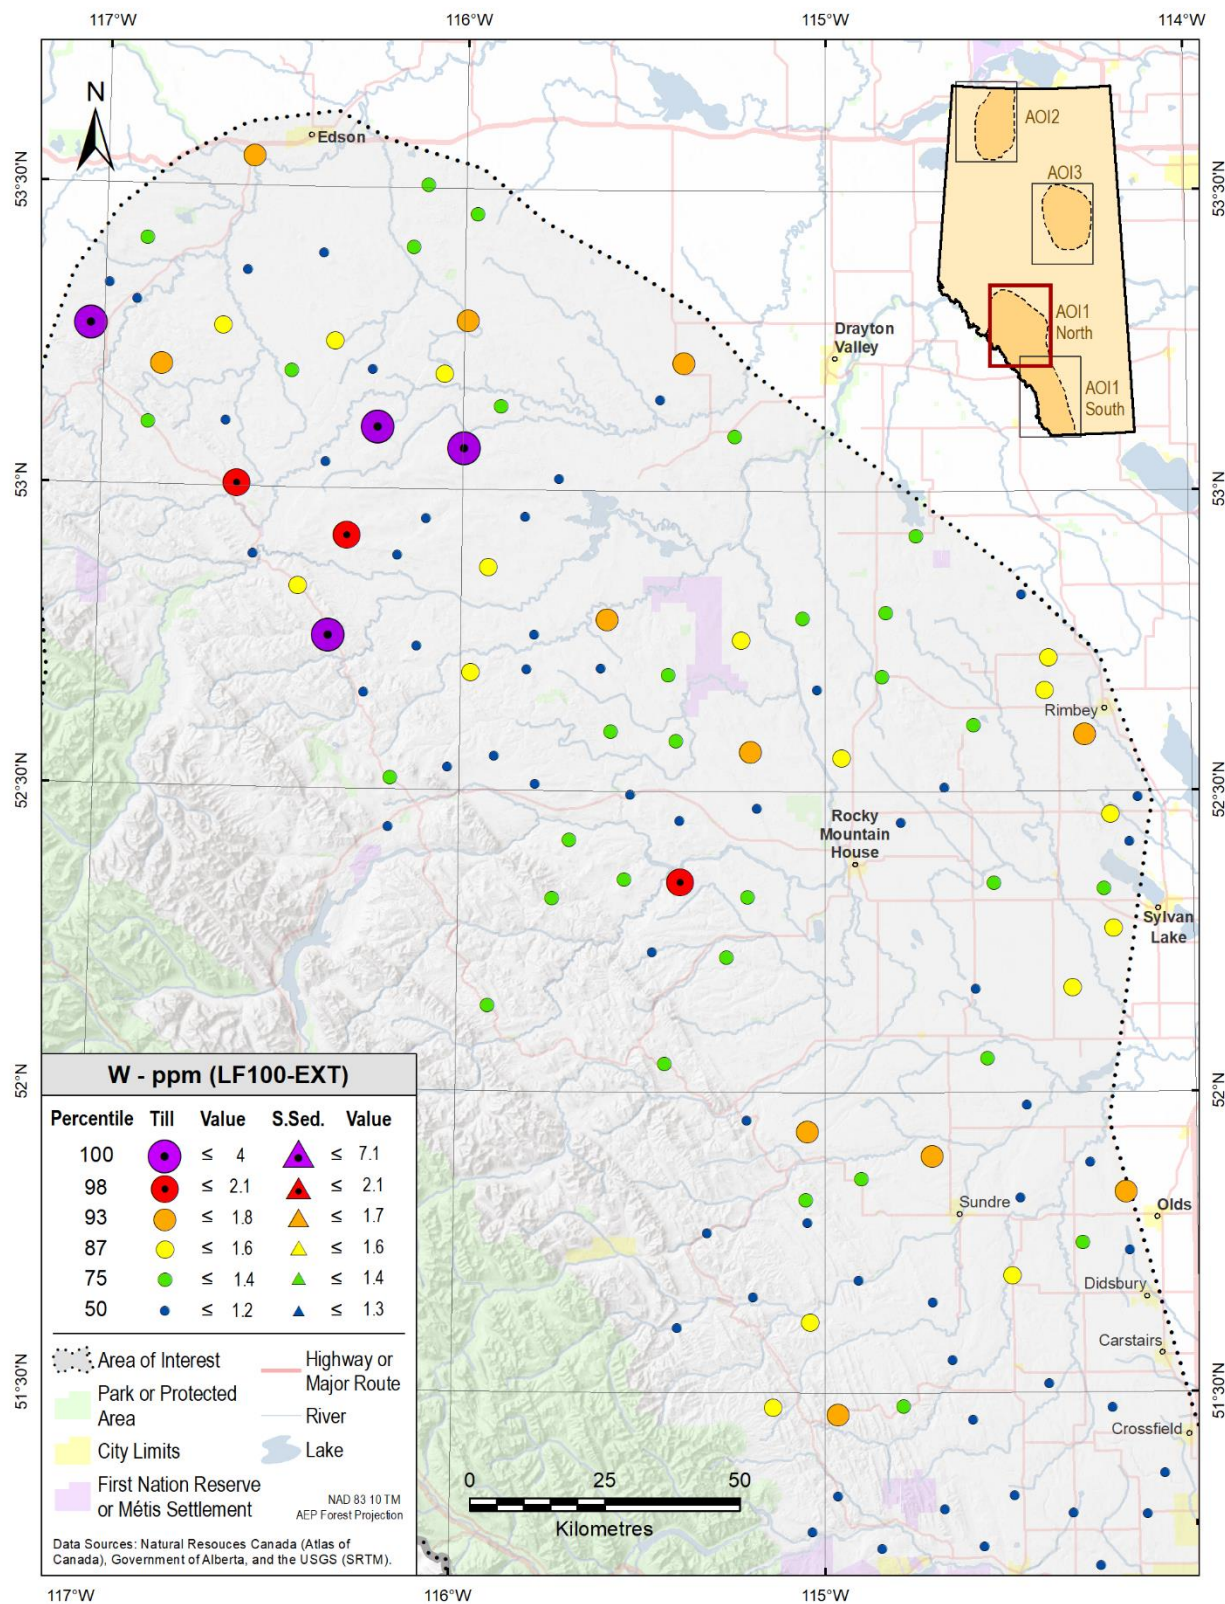 117°W 116°W 115°W 114°W
N
Edson
AOI2
AOI3
AOI1
North
AOI1
South
53°30'N 53°30'N
Drayton
Valley
53°N 53°N
Rimbey
52°30'N 52°30'N
Rocky
Mountain
House
Sylvan
Lake
52°N 52°N
Sundre
Olds
Didsbury
Carstairs
51°30'N 51°30'N
Crossfield
W - ppm (LF100-EXT)
Percentile Till Value S.Sed. Value
100 ≤ 4 ≤ 7.1
98 ≤ 2.1 ≤ 2.1
93 ≤ 1.8 ≤ 1.7
87 ≤ 1.6 ≤ 1.6
75 ≤ 1.4 ≤ 1.4
50 ≤ 1.2 ≤ 1.3
Area of Interest
Park or Protected
Area
City Limits
First Nation Reserve
or Métis Settlement
Highway or
Major Route
River
Lake
NAD 83 10 TM
AEP Forest Projection
Data Sources: Natural Resouces Canada (Atlas of
Canada), Government of Alberta, and the USGS (SRTM).
0 25 50
Kilometres
117°W 116°W 115°W